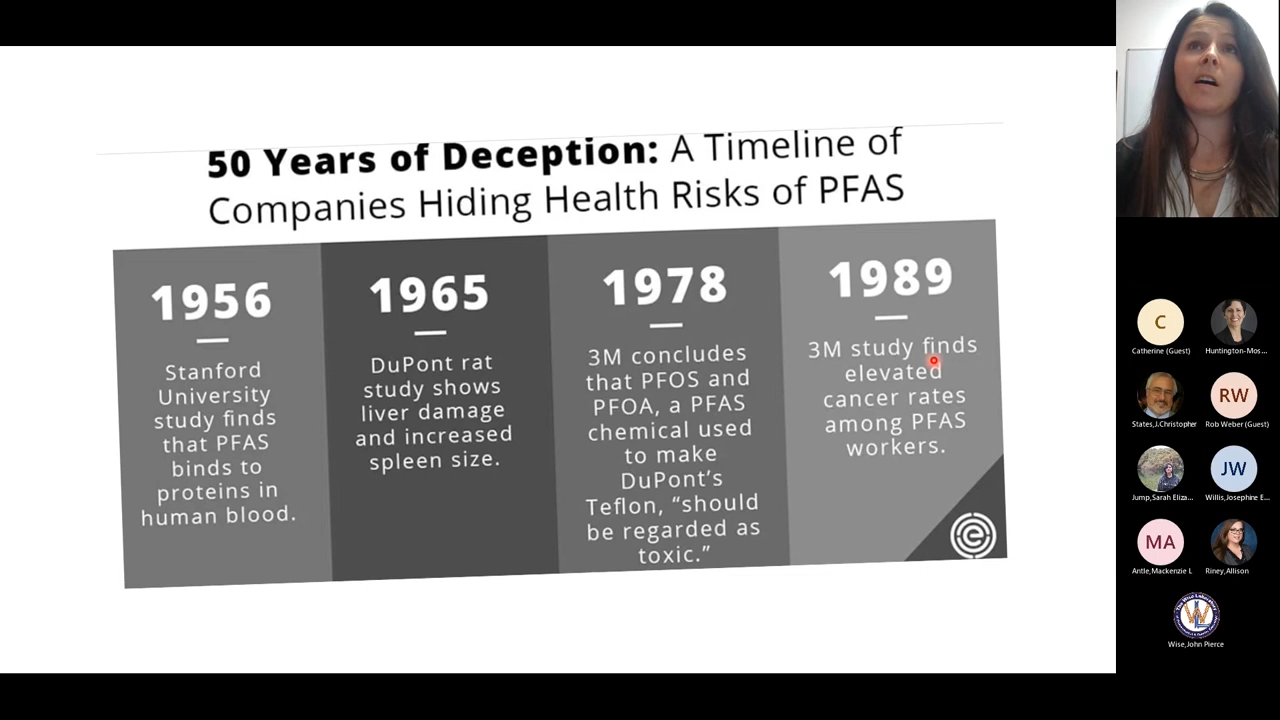 50 Years of Deception: A Timeline of
Companies Hiding Health Risks of PFAS
1956
Stanford
University
study finds
that PFAS
binds to
proteins in
human blood.
1965
DuPont rat
study shows
liver damage
and increased
spleen size.
1978
3M concludes
that PFOS and
PFOA, a PFAS
chemical used
to make
DuPont's
Teflon, “should
be regarded as
toxic.”
1989
3M study finds
elevated
cancer rates
among PFAS
workers.
C
Catherine (Guest)
Huntington-Mos...
States,J.Christopher
RW
Rob Weber (Guest)
Jump,Sarah Eliza...
JW
Willis,Josephine E...
MA
Antle,Mackenzie L
Riney,Allison
Wise,John Pierce